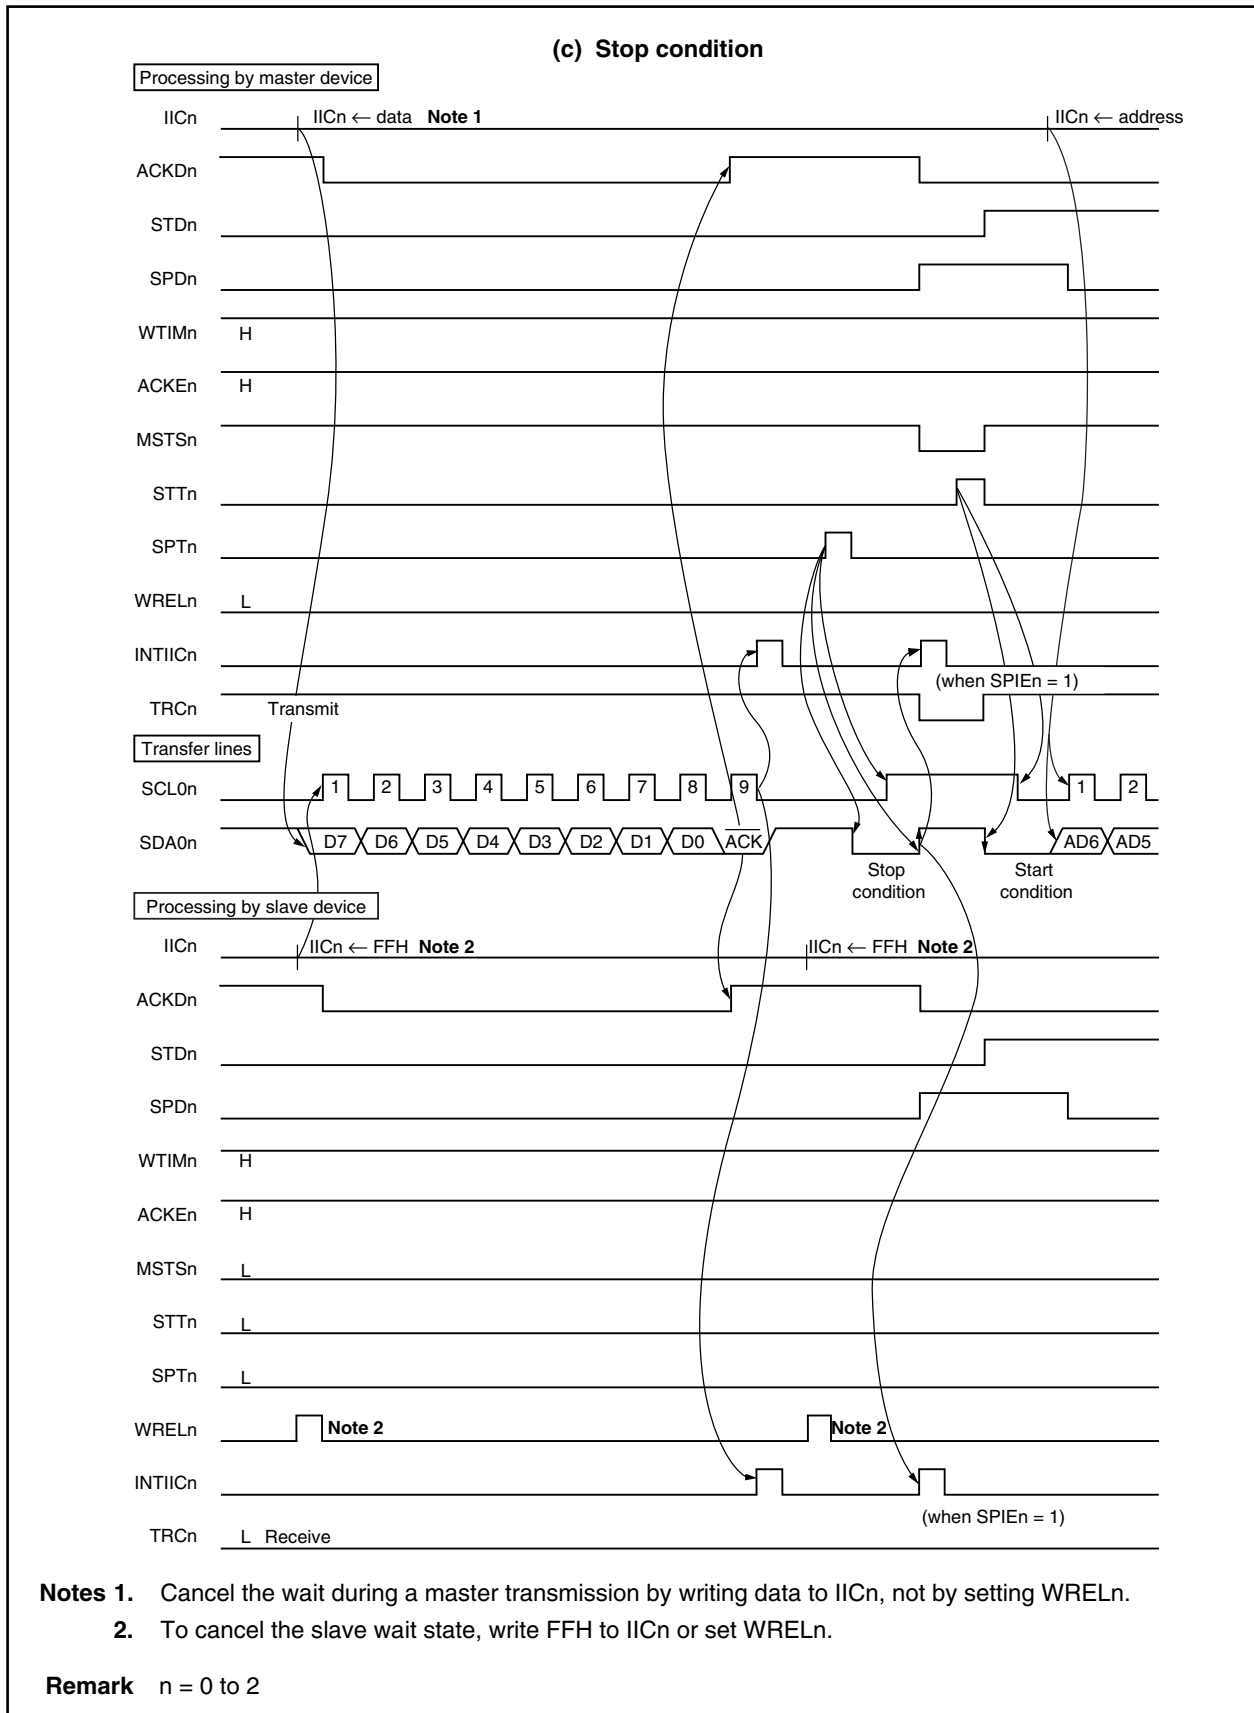 (c) Stop condition
Processing by master device
IICn IICn ← data Note 1 IICn ← address
ACKDn
STDn
SPDn
WTIMn H
ACKEn H
MSTSn
STTn
SPTn
WRELn L
INTIICn
(when SPIEn = 1)
TRCn Transmit
Transfer lines
SCL0n 1 2 3 4 5 6 7 8 9 1 2
SDA0n D7 D6 D5 D4 D3 D2 D1 D0 A̅C̅K̅ AD6 AD5
Stop Start
condition condition
Processing by slave device
IICn IICn ← FFH Note 2 IICn ← FFH Note 2
ACKDn
STDn
SPDn
WTIMn H
ACKEn H
MSTSn L
STTn L
SPTn L
WRELn Note 2 Note 2
INTIICn
(when SPIEn = 1)
TRCn L Receive
Notes 1. Cancel the wait during a master transmission by writing data to IICn, not by setting WRELn.
2. To cancel the slave wait state, write FFH to IICn or set WRELn.
Remark n = 0 to 2